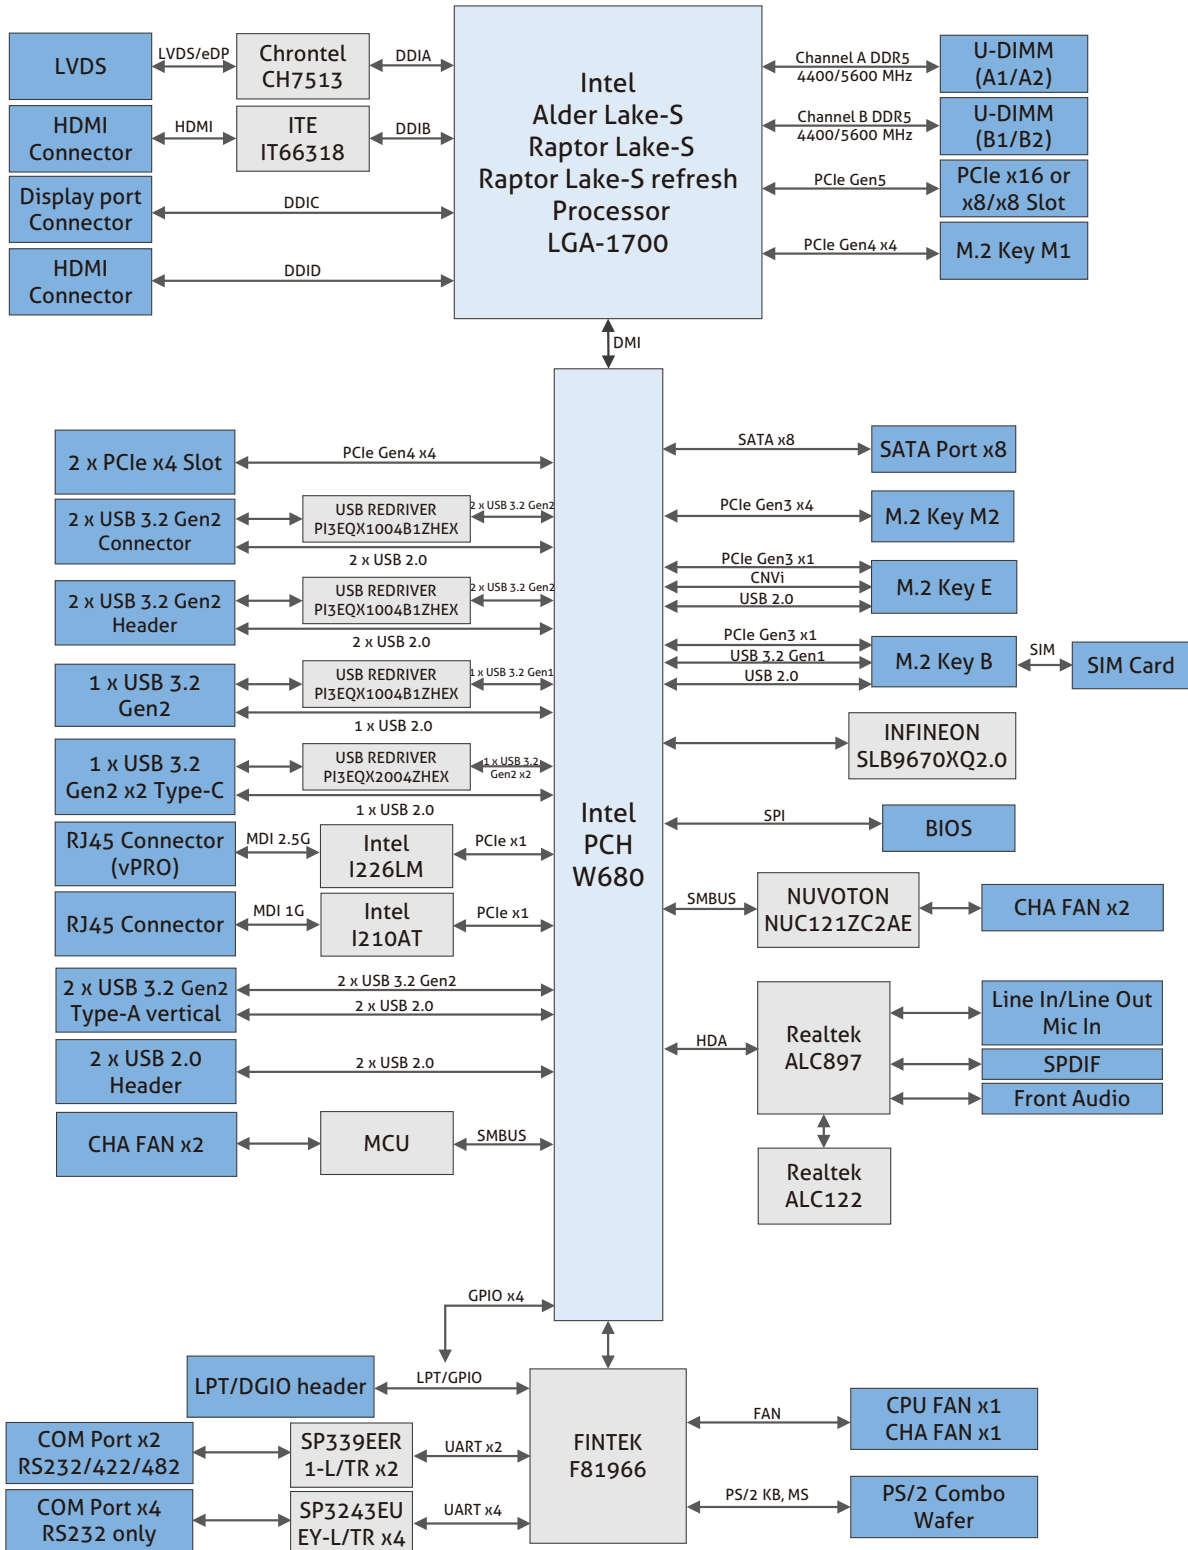 LVDS
LVDS/eDP
Chrontel
CH7513
DDIA
HDMI
Connector
HDMI
ITE
IT66318
DDIB
Display port
Connector
DDIC
HDMI
Connector
DDID
Intel
Alder Lake-S
Raptor Lake-S
Raptor Lake-S refresh
Processor
LGA-1700
Channel A DDR5
4400/5600 MHz
U-DIMM
(A1/A2)
Channel B DDR5
4400/5600 MHz
U-DIMM
(B1/B2)
PCIe Gen5
PCIe x16 or
x8/x8 Slot
PCIe Gen4 x4
M.2 Key M1
DMI
2 x PCIe x4 Slot
PCIe Gen4 x4
2 x USB 3.2 Gen2
Connector
USB REDRIVER
PI3EQX1004B1ZHEX
2 x USB 3.2 Gen2
2 x USB 2.0
2 x USB 3.2 Gen2
Header
USB REDRIVER
PI3EQX1004B1ZHEX
2 x USB 3.2 Gen2
2 x USB 2.0
1 x USB 3.2
Gen2
USB REDRIVER
PI3EQX1004B1ZHEX
1 x USB 3.2 Gen1
1 x USB 2.0
1 x USB 3.2
Gen2 x2 Type-C
USB REDRIVER
PI3EQX2004ZHEX
1 x USB 3.2
Gen2 x2
1 x USB 2.0
RJ45 Connector
(vPRO)
MDI 2.5G
Intel
I226LM
PCIe x1
RJ45 Connector
MDI 1G
Intel
I210AT
PCIe x1
2 x USB 3.2 Gen2
Type-A vertical
2 x USB 3.2 Gen2
2 x USB 2.0
2 x USB 2.0
Header
2 x USB 2.0
CHA FAN x2
MCU
SMBUS
Intel
PCH
W680
SATA x8
SATA Port x8
PCIe Gen3 x4
M.2 Key M2
PCIe Gen3 x1
CNVi
USB 2.0
M.2 Key E
PCIe Gen3 x1
USB 3.2 Gen1
USB 2.0
M.2 Key B
SIM
SIM Card
INFINEON
SLB9670XQ2.0
SPI
BIOS
SMBUS
NUVOTON
NUC121ZC2AE
CHA FAN x2
HDA
Realtek
ALC897
Line In/Line Out
Mic In
SPDIF
Front Audio
Realtek
ALC122
GPIO x4
LPT/DGIO header
LPT/GPIO
COM Port x2
RS232/422/482
SP339EER
1-L/TR x2
UART x2
COM Port x4
RS232 only
SP3243EU
EY-L/TR x4
UART x4
FINTEK
F81966
FAN
CPU FAN x1
CHA FAN x1
PS/2 KB, MS
PS/2 Combo
Wafer